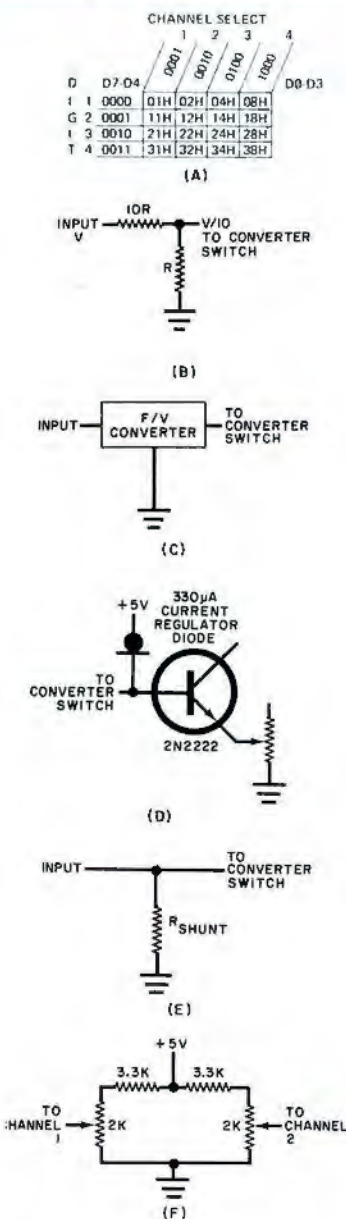 CHANNEL SELECT
1 2 3 4
D D7-D4 0001 0010 0100 1000 D0-D3
I 1 0000 01H 02H 04H 08H
G 2 0001 11H 12H 14H 18H
I 3 0010 21H 22H 24H 28H
T 4 0011 31H 32H 34H 38H
(A)
10R
INPUT V
V/10
TO CONVERTER
SWITCH
R
(B)
INPUT
F/V
CONVERTER
TO
CONVERTER
SWITCH
(C)
330µA
CURRENT
REGULATOR
DIODE
+5V
TO
CONVERTER
SWITCH
2N2222
(D)
INPUT
TO
CONVERTER
SWITCH
R SHUNT
(E)
+5V
3.3K 3.3K
TO
CHANNEL
1
2K
2K
TO
CHANNEL
2
(F)